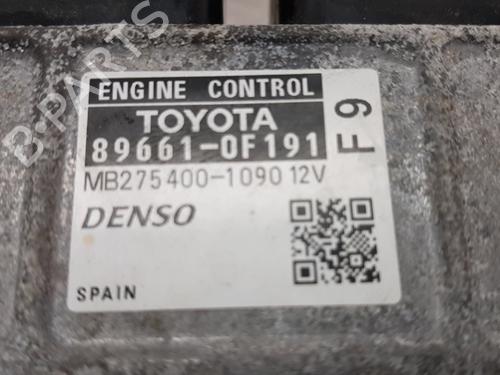 ENGINE CONTROL
TOYOTA
89661-0F191
F9
MB275400-1090 12V
DENSO
SPAIN
B-PARTS